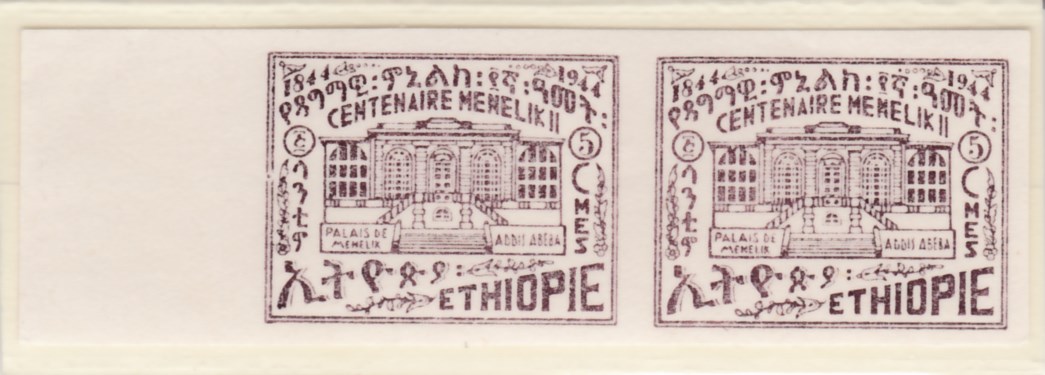 1844 1944
የዳግማዊ፡ምኒልክ፡፻ኛ፡ዓመት፡
CENTENAIRE MENELIK II
፭ 5
ሳንቲም
CMES
PALAIS DE
MENELIK
ADDIS ABEBA
ኢትዮጵያ፡
ETHIOPIE
1844 1944
የዳግማዊ፡ምኒልክ፡፻ኛ፡ዓመት፡
CENTENAIRE MENELIK II
፭ 5
ሳንቲም
CMES
PALAIS DE
MENELIK
ADDIS ABEBA
ኢትዮጵያ፡
ETHIOPIE